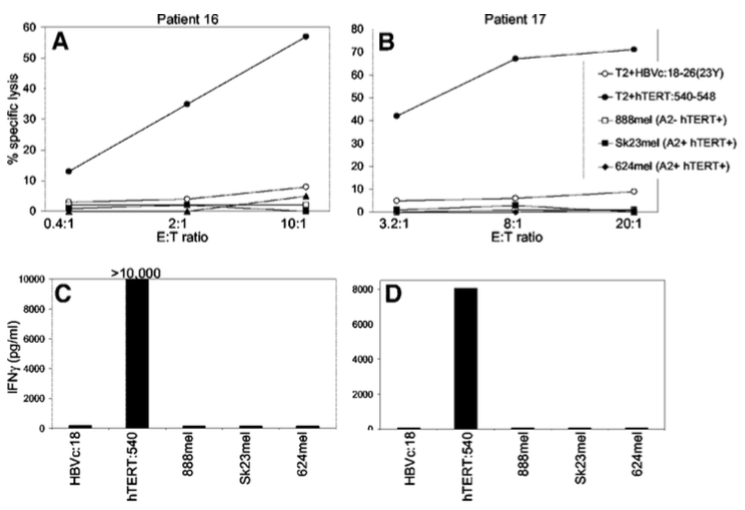 Patient 16
Patient 17
A
B
% specific lysis
60
50
40
30
20
10
0
0.4:1
2:1
10:1
E:T ratio
80
70
60
50
40
30
20
10
0
3.2:1
8:1
20:1
E:T ratio
T2+HBVc:18-26(23Y)
T2+hTERT:540-548
888mel (A2- hTERT+)
Sk23mel (A2+ hTERT+)
624mel (A2+ hTERT+)
C
D
>10,000
IFNγ (pg/ml)
10000
8000
6000
4000
2000
0
HBVc:18
hTERT:540
888mel
Sk23mel
624mel
8000
6000
4000
2000
0
HBVc:18
hTERT:540
888mel
Sk23mel
624mel